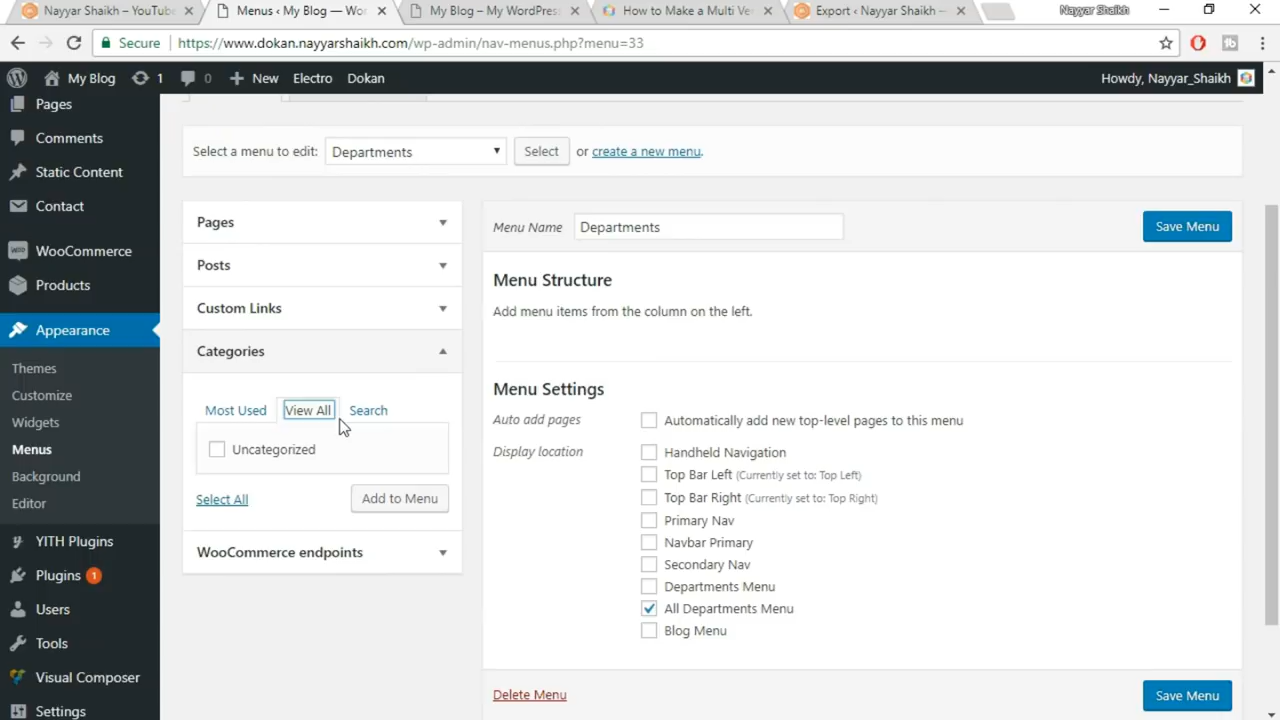 Nayyar Shaikh – YouTube
Menus ‹ My Blog — Wor
My Blog – My WordPress
How to Make a Multi Ve
Export ‹ Nayyar Shaikh —
Nayyar Shaikh
Secure
https://www.dokan.nayyarshaikh.com/wp-admin/nav-menus.php?menu=33
My Blog
1
0
New
Electro
Dokan
Howdy, Nayyar_Shaikh
Pages
Comments
Static Content
Contact
WooCommerce
Products
Appearance
Themes
Customize
Widgets
Menus
Background
Editor
YITH Plugins
Plugins 1
Users
Tools
Visual Composer
Settings
Select a menu to edit: Departments Select or create a new menu.
Pages
Posts
Custom Links
Categories
Most Used View All Search
Uncategorized
Select All Add to Menu
WooCommerce endpoints
Menu Name Departments Save Menu
Menu Structure
Add menu items from the column on the left.
Menu Settings
Auto add pages Automatically add new top-level pages to this menu
Display location Handheld Navigation
Top Bar Left (Currently set to: Top Left)
Top Bar Right (Currently set to: Top Right)
Primary Nav
Navbar Primary
Secondary Nav
Departments Menu
All Departments Menu
Blog Menu
Delete Menu Save Menu